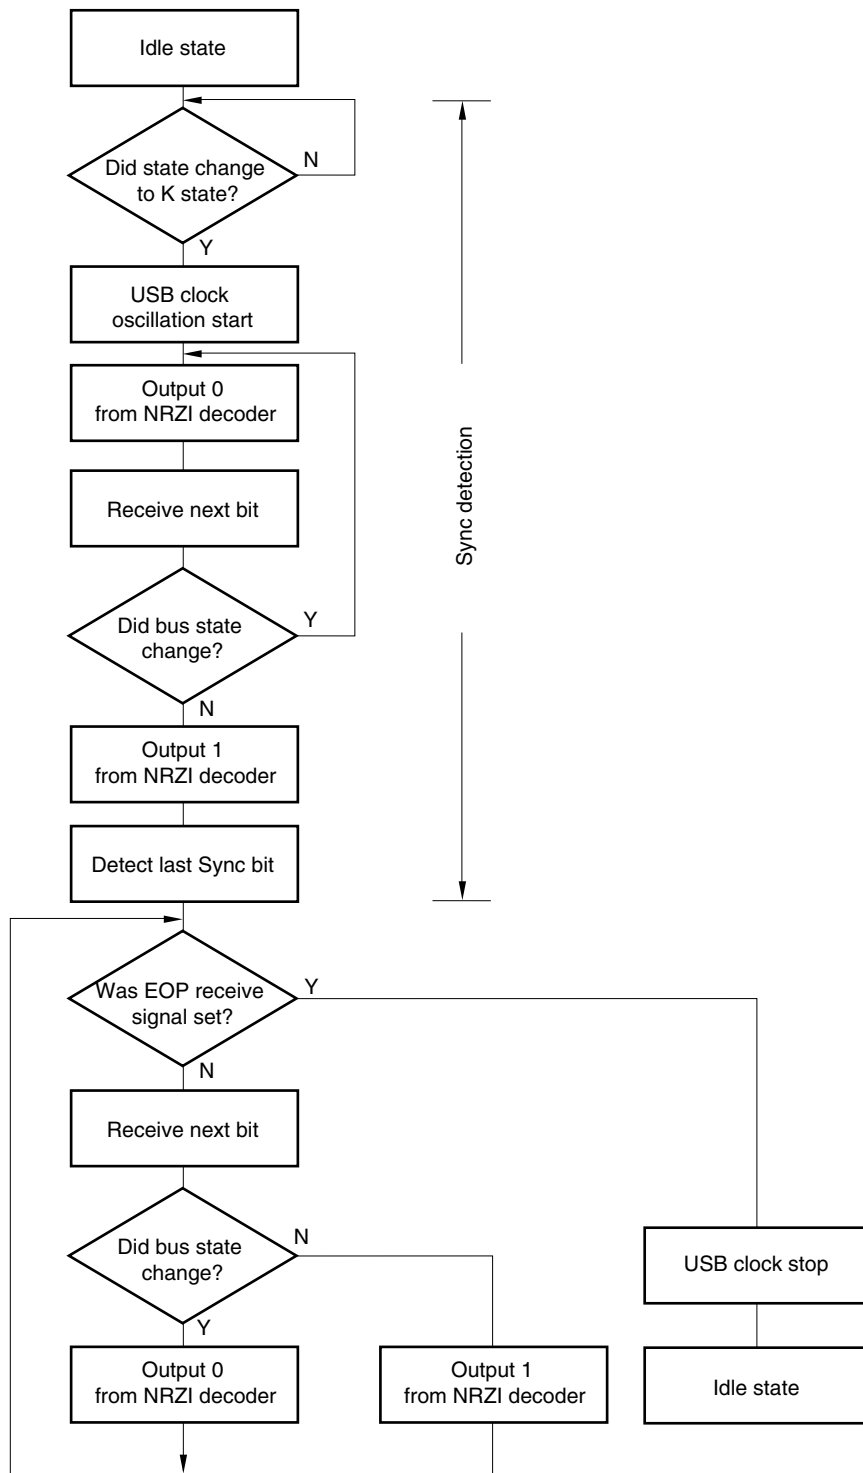 Idle state
Did state change
to K state?
N
Y
USB clock
oscillation start
Output 0
from NRZI decoder
Receive next bit
Did bus state
change?
Y
N
Output 1
from NRZI decoder
Detect last Sync bit
Sync detection
Was EOP receive
signal set?
Y
N
Receive next bit
Did bus state
change?
N
Y
USB clock stop
Output 0
from NRZI decoder
Output 1
from NRZI decoder
Idle state